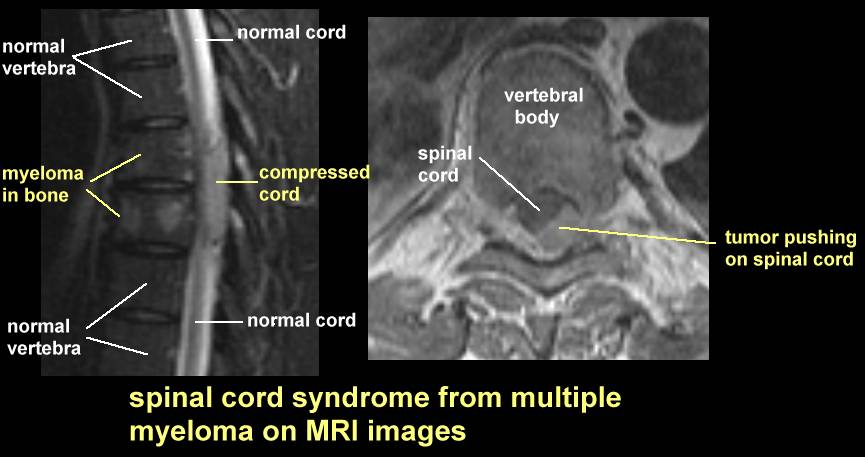 normal
vertebra
normal cord
myeloma
in bone
compressed
cord
normal
vertebra
normal cord
vertebral
body
spinal
cord
tumor pushing
on spinal cord
spinal cord syndrome from multiple
myeloma on MRI images